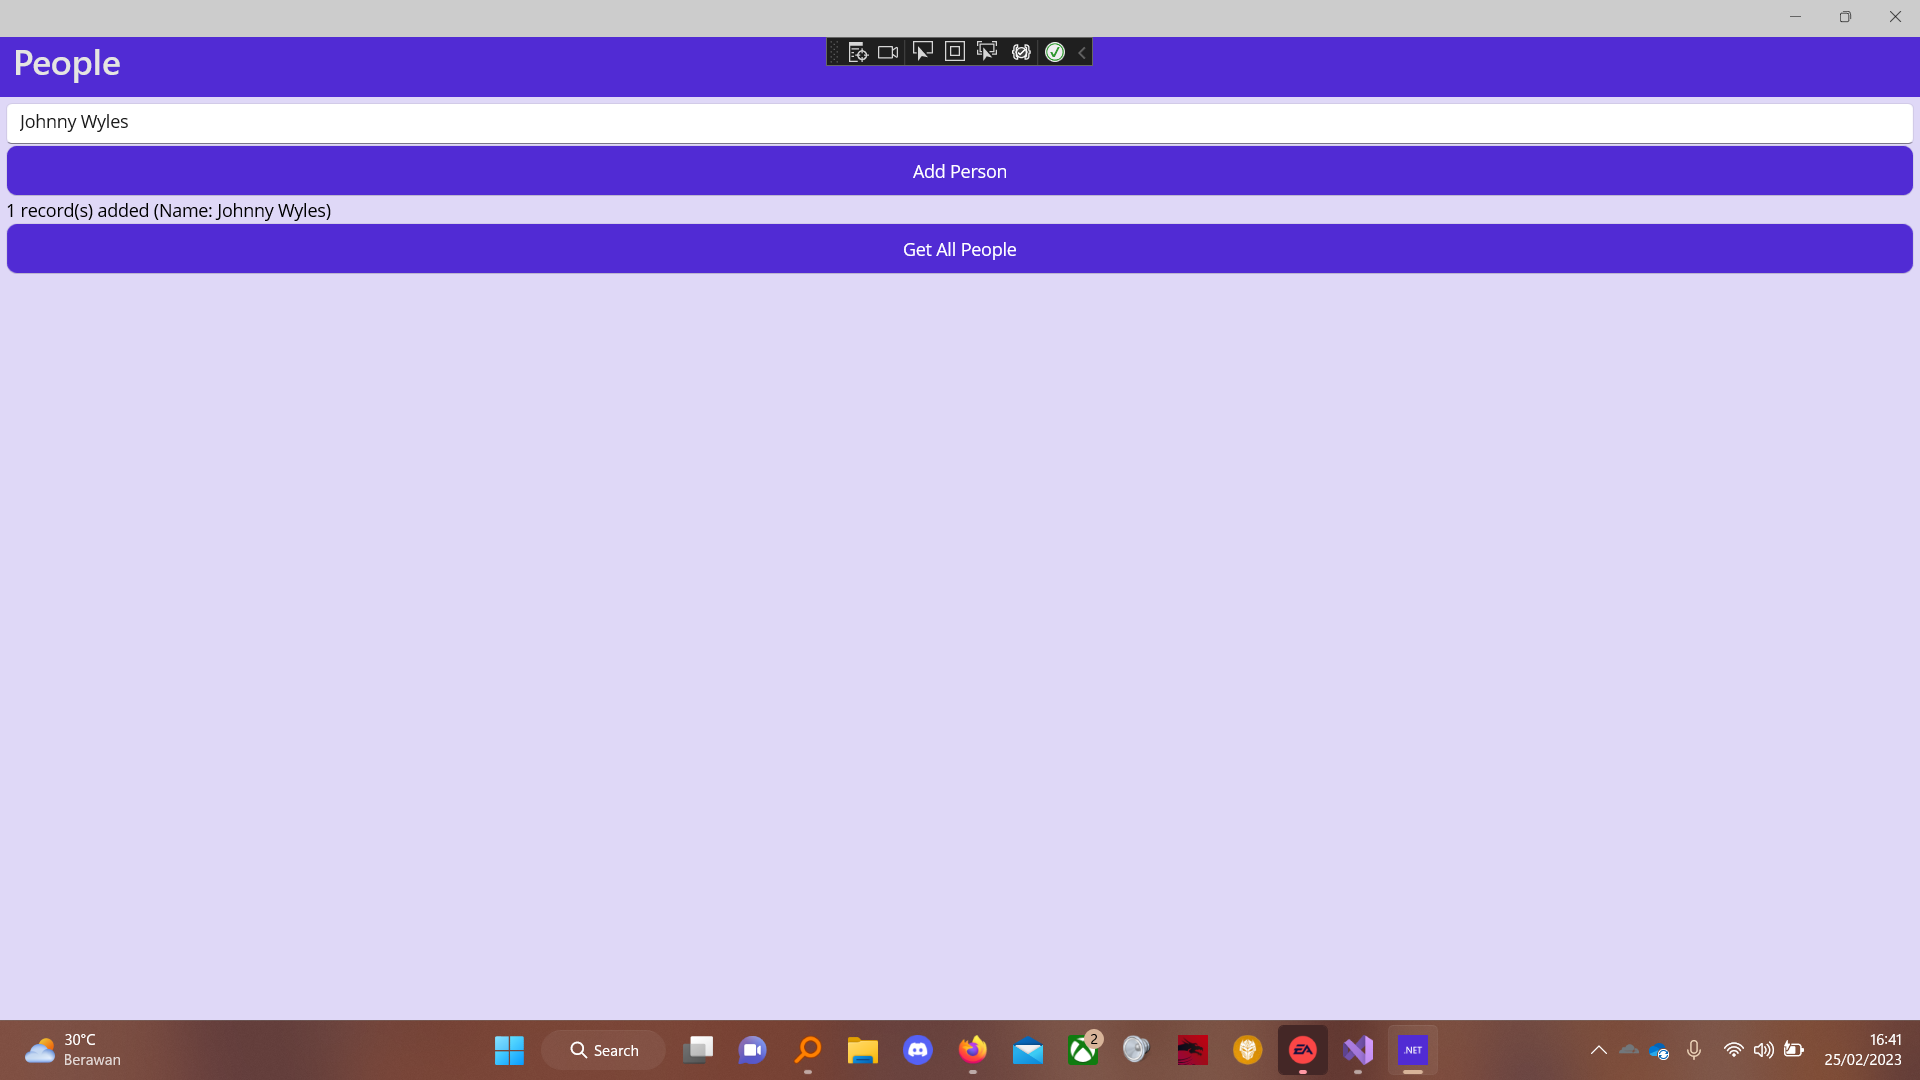 People
Johnny Wyles
Add Person
1 record(s) added (Name: Johnny Wyles)
Get All People
30°C
Berawan
Search
2
EA
.NET
16:41
25/02/2023